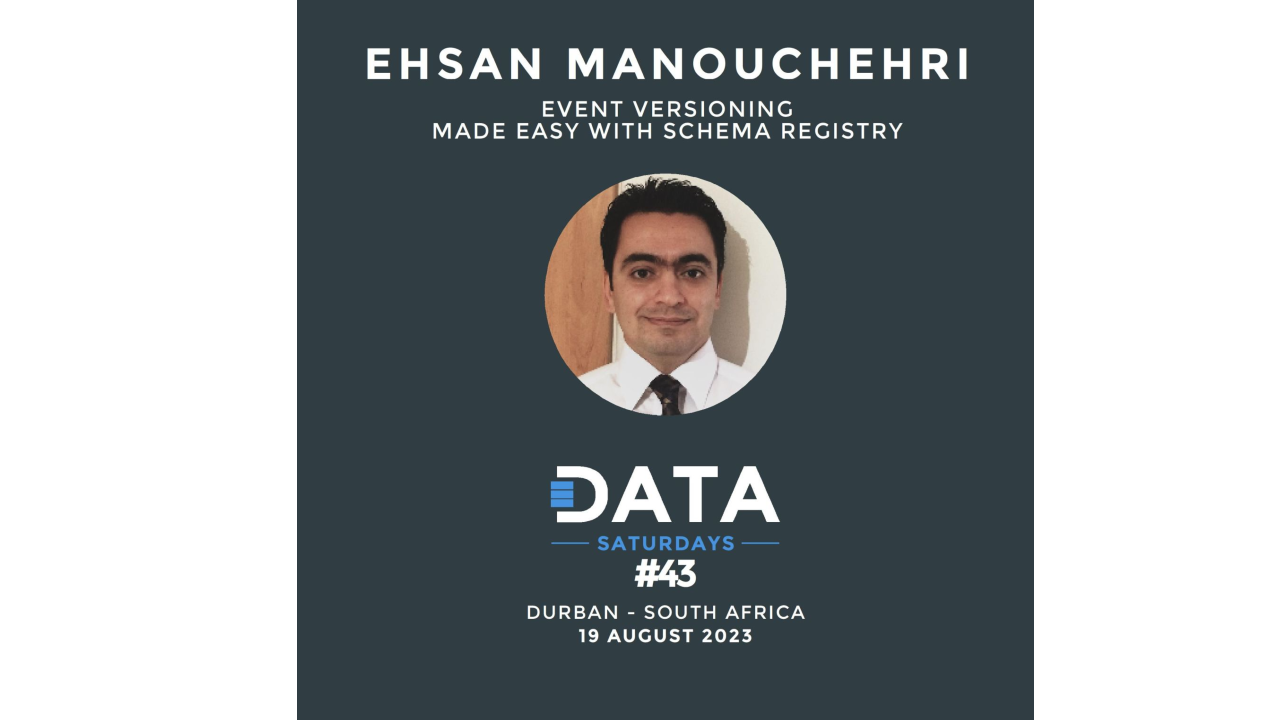 EHSAN MANOUCHEHRI
EVENT VERSIONING
MADE EASY WITH SCHEMA REGISTRY
DATA
SATURDAYS
#43
DURBAN - SOUTH AFRICA
19 AUGUST 2023